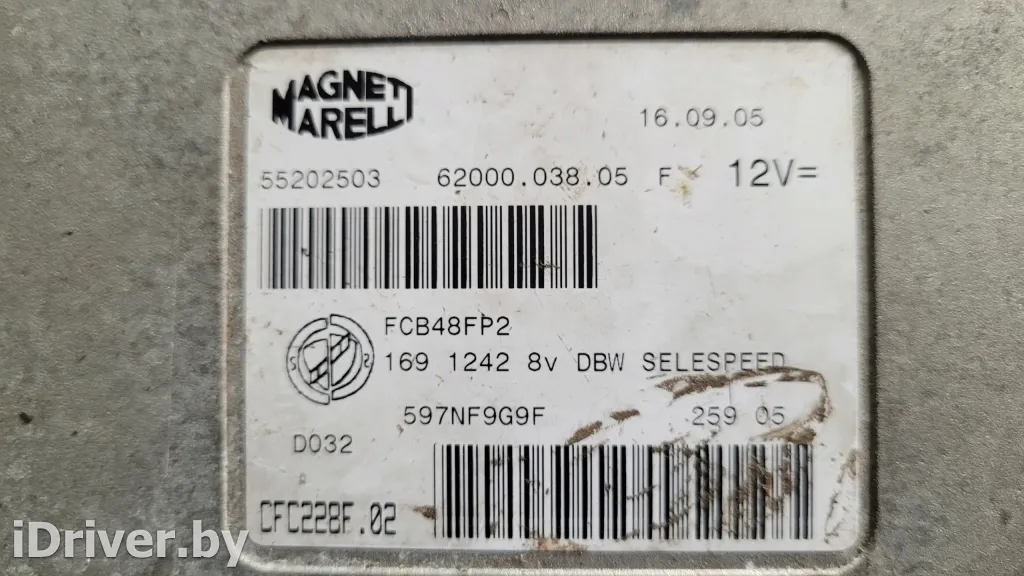 MAGNETI
MARELLI
16.09.05
55202503 62000.038.05 F 12V=
FCB48FP2
169 1242 8v DBW SELESPEED
597NF9G9F 259 05
D032
CFC228F.02
iDriver.by